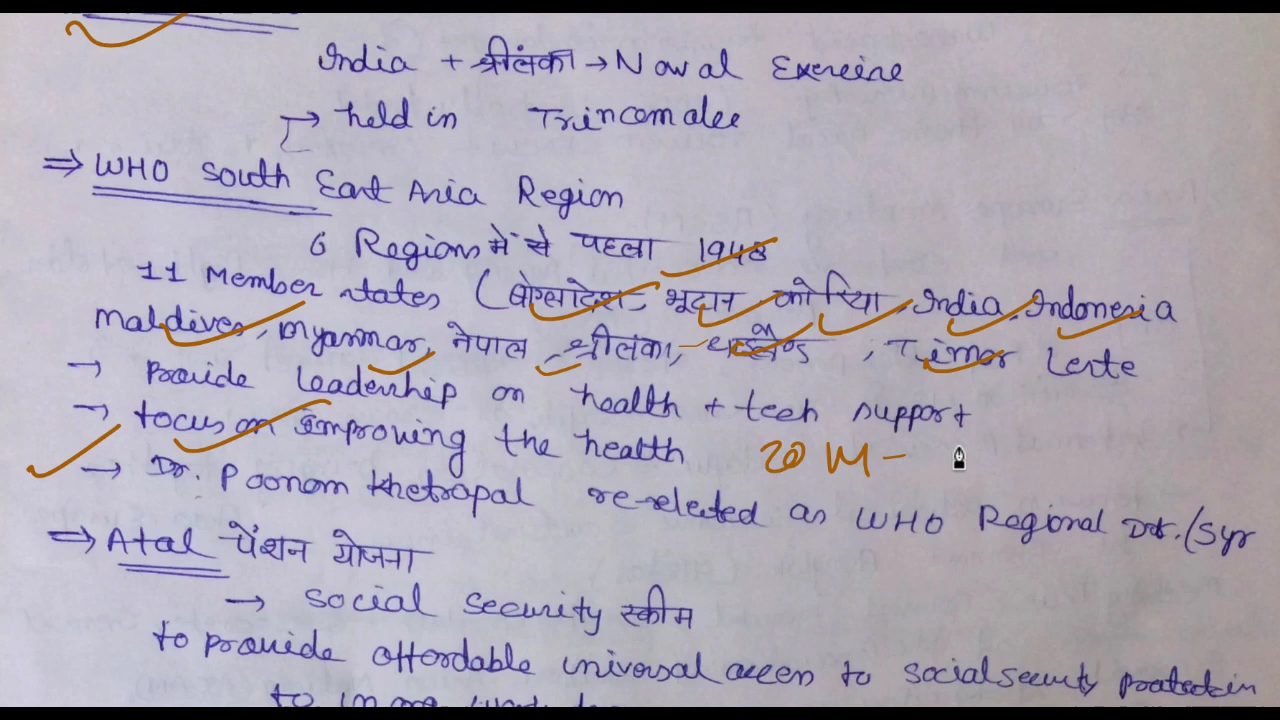 India + श्रीलंका → Naval Exercise
→ held in Trincomalee
⇒ WHO South East Asia Region
6 Regions में से पहला 1948
11 Member states ( बांग्लादेश, भूटान, कोरिया, India, Indonesia
Maldives, Myanmar, नेपाल, श्रीलंका, थाईलैण्ड, Timor Leste
→ Provide leadership on health + tech support
→ focus on improving the health 20 M -
→ Dr. Poonam Khetrapal re-elected as WHO Regional Dir. (5yr
⇒ Atal पेंशन योजना
→ social security स्कीम
to provide affordable universal access to social security protectin